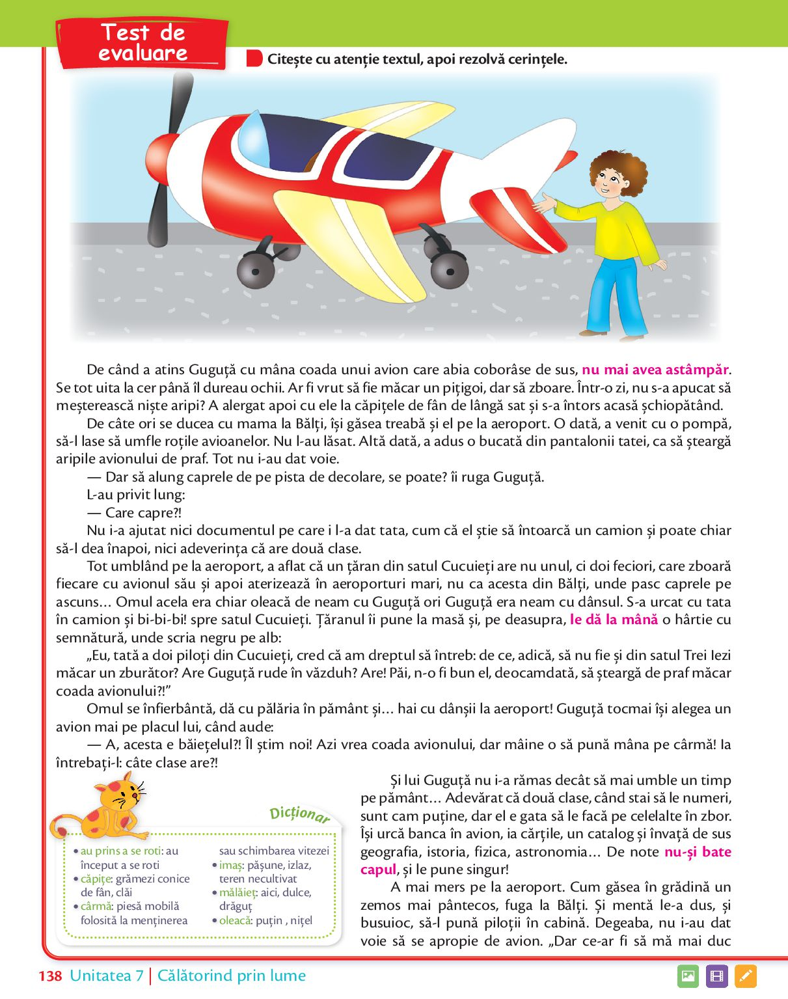 Test de
evaluare
Citește cu atenție textul, apoi rezolvă cerințele.
De când a atins Guguță cu mâna coada unui avion care abia coborâse de sus, nu mai avea astâmpăr.
Se tot uita la cer până îl dureau ochii. Ar fi vrut să fie măcar un pițigoi, dar să zboare. Într-o zi, nu s-a apucat să
meșterească niște aripi? A alergat apoi cu ele la căpițele de fân de lângă sat și s-a întors acasă șchiopătând.
De câte ori se ducea cu mama la Bălți, își găsea treabă și el pe la aeroport. O dată, a venit cu o pompă,
să-l lase să umfle roțile avioanelor. Nu l-au lăsat. Altă dată, a adus o bucată din pantalonii tatei, ca să șteargă
aripile avionului de praf. Tot nu i-au dat voie.
— Dar să alung caprele de pe pista de decolare, se poate? îi ruga Guguță.
L-au privit lung:
— Care capre?!
Nu i-a ajutat nici documentul pe care i l-a dat tata, cum că el știe să întoarcă un camion și poate chiar
să-l dea înapoi, nici adeverința că are două clase.
Tot umblând pe la aeroport, a aflat că un țăran din satul Cucuieți are nu unul, ci doi feciori, care zboară
fiecare cu avionul său și apoi aterizează în aeroporturi mari, nu ca acesta din Bălți, unde pasc caprele pe
ascuns... Omul acela era chiar oleacă de neam cu Guguță ori Guguță era neam cu dânsul. S-a urcat cu tata
în camion și bi-bi-bi! spre satul Cucuieți. Țăranul îi pune la masă și, pe deasupra, le dă la mână o hârtie cu
semnătură, unde scria negru pe alb:
„Eu, tată a doi piloți din Cucuieți, cred că am dreptul să întreb: de ce, adică, să nu fie și din satul Trei Iezi
măcar un zburător? Are Guguță rude în văzduh? Are! Păi, n-o fi bun el, deocamdată, să șteargă de praf măcar
coada avionului?!”
Omul se înfierbântă, dă cu pălăria în pământ și... hai cu dânșii la aeroport! Guguță tocmai își alegea un
avion mai pe placul lui, când aude:
— A, acesta e băiețelul?! Îl știm noi! Azi vrea coada avionului, dar mâine o să pună mâna pe cârmă! Ia
întrebați-l: câte clase are?!
Și lui Guguță nu i-a rămas decât să mai umble un timp
pe pământ... Adevărat că două clase, când stai să le numeri,
sunt cam puține, dar el e gata să le facă pe celelalte în zbor.
Își urcă banca în avion, ia cărțile, un catalog și învață de sus
geografia, istoria, fizica, astronomia... De note nu-și bate
capul, și le pune singur!
A mai mers pe la aeroport. Cum găsea în grădină un
zemos mai pântecos, fuga la Bălți. Și mentă le-a dus, și
busuioc, să-l pună piloții în cabină. Degeaba, nu i-au dat
voie să se apropie de avion. „Dar ce-ar fi să mă mai duc
Dicționar
• au prins a se roti: au
început a se roti
• căpițe: grămezi conice
de fân, clăi
• cârmă: piesă mobilă
folosită la menținerea
sau schimbarea vitezei
• imaș: pășune, izlaz,
teren necultivat
• mălăieț: aici, dulce,
drăguț
• oleacă: puțin , nițel
138 Unitatea 7 | Călătorind prin lume